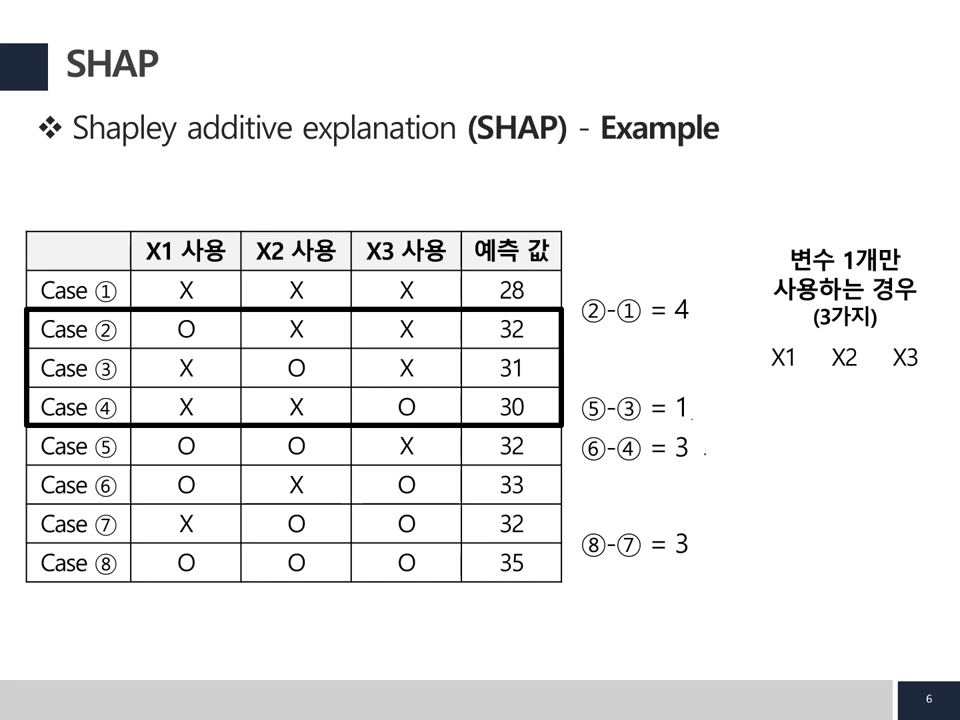 SHAP
❖ Shapley additive explanation (SHAP) - Example
X1 사용 X2 사용 X3 사용 예측 값
Case ① X X X 28
Case ② O X X 32
Case ③ X O X 31
Case ④ X X O 30
Case ⑤ O O X 32
Case ⑥ O X O 33
Case ⑦ X O O 32
Case ⑧ O O O 35
②-① = 4
⑤-③ = 1
⑥-④ = 3
⑧-⑦ = 3
변수 1개만
사용하는 경우
(3가지)
X1 X2 X3
6